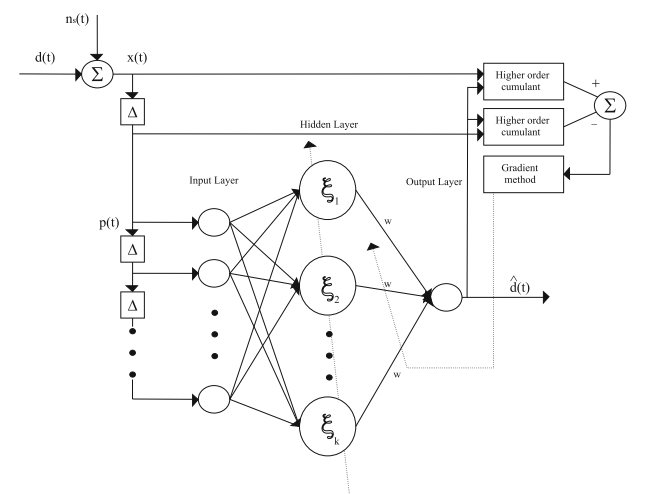 nₛ(t)
d(t)
x(t)
Σ
Δ
Higher order
cumulant
+
Σ
Higher order
cumulant
−
Hidden Layer
Gradient
method
Input Layer
Output Layer
ξ1
w
p(t)
Δ
ξ2
w
d̂(t)
Δ
w
ξk